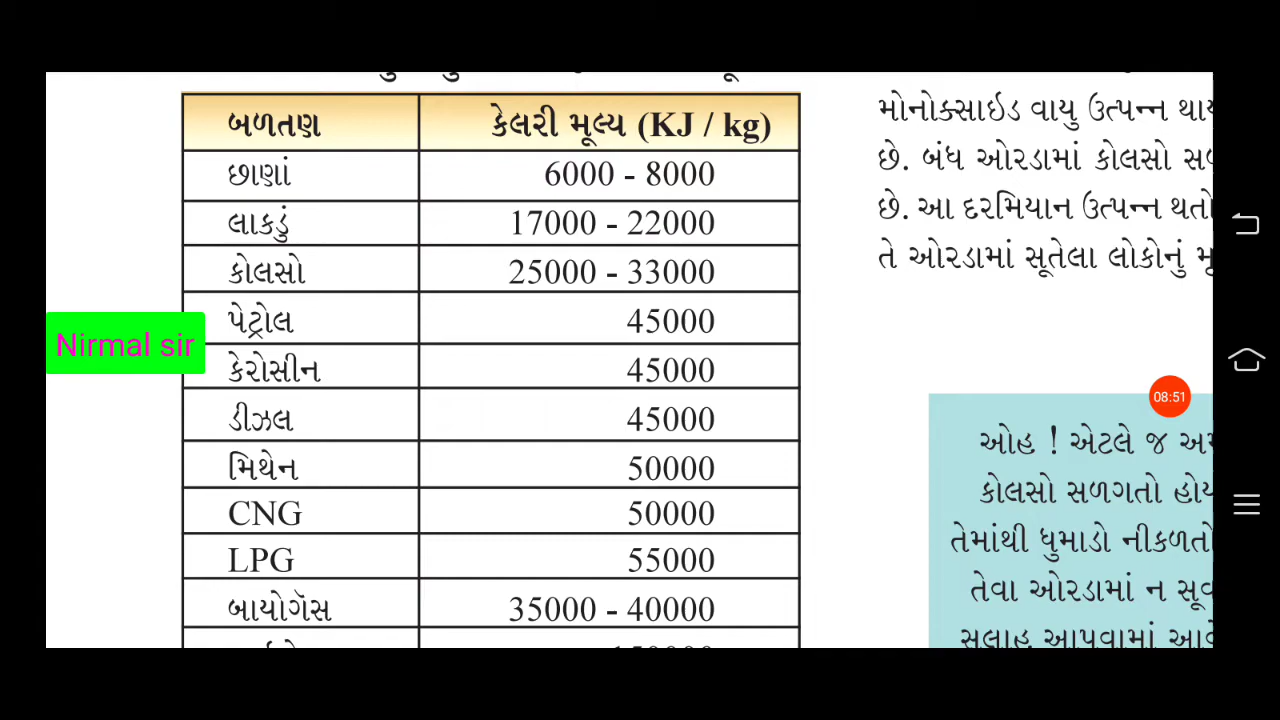 બળતણ કેલરી મૂલ્ય (KJ / kg)
છાણાં 6000 - 8000
લાકડું 17000 - 22000
કોલસો 25000 - 33000
પેટ્રોલ 45000
કેરોસીન 45000
ડીઝલ 45000
મિથેન 50000
CNG 50000
LPG 55000
બાયોગૅસ 35000 - 40000
Nirmal sir
મોનોક્સાઇડ વાયુ ઉત્પન્ન
છે. બંધ ઓરડામાં કોલસો
છે. આ દરમિયાન ઉત્પન્ન થતો
તે ઓરડામાં સૂતેલા લોકોનું
08:51
ઓહ ! એટલે જ
કોલસો સળગતો
તેમાંથી ધુમાડો નીકળતો
તેવા ઓરડામાં ન
સલાહ આપવામાં